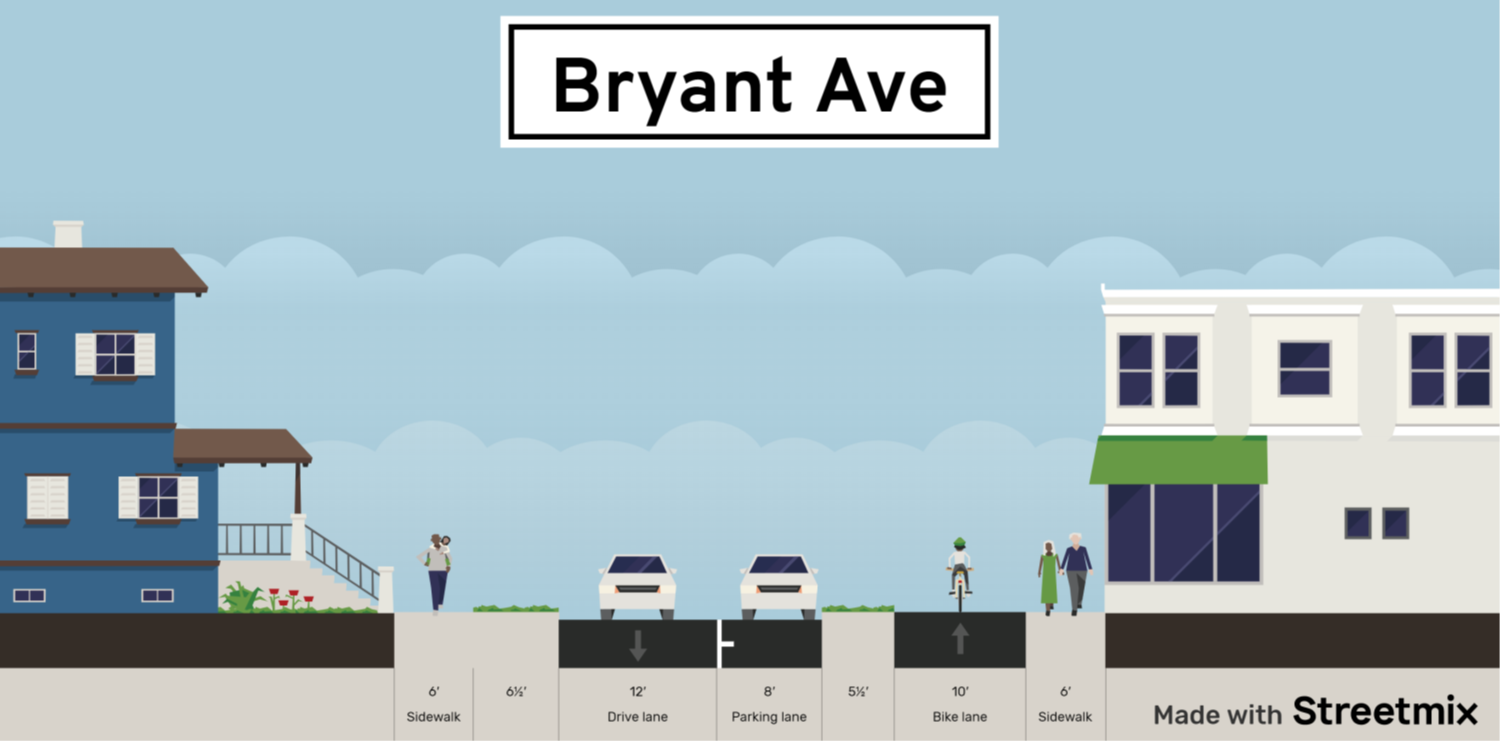 Bryant Ave
6′
Sidewalk
6½′
12′
Drive lane
8′
Parking lane
5½′
10′
Bike lane
6′
Sidewalk
Made with Streetmix